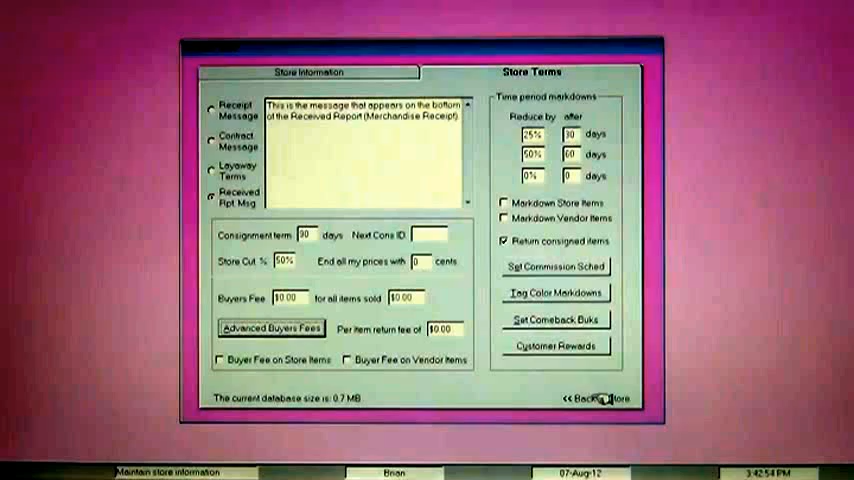 Store Information
Store Terms
Receipt
Message
Contract
Message
Layaway
Terms
Received
Rpt Msg
This is the message that appears on the bottom
of the Received Report (Merchandise Receipt).
Time period markdowns
Reduce by after
25% 30 days
50% 60 days
0% 0 days
Markdown Store Items
Markdown Vendor Items
Return consigned items
Consignment term 90 days Next Cons ID
Store Cut % 50% End all my prices with 0 cents
Buyers Fee $0.00 for all items sold $0.00
Advanced Buyers Fees Per item return fee of $0.00
Buyer Fee on Store Items Buyer Fee on Vendor Items
Set Commission Sched
Tag Color Markdowns
Set Comeback Buks
Customer Rewards
The current database size is: 0.7 MB
<< Back
Maintain store information Brian 07-Aug-12 3:42:54 PM